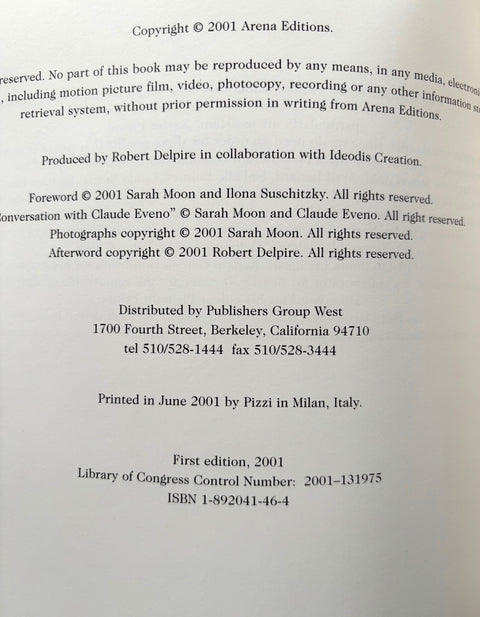 Copyright © 2001 Arena Editions.
reserved. No part of this book may be reproduced by any means, in any media, electroni
, including motion picture film, video, photocopy, recording or any other information st
retrieval system, without prior permission in writing from Arena Editions.
Produced by Robert Delpire in collaboration with Ideodis Creation.
Foreword © 2001 Sarah Moon and Ilona Suschitzky. All rights reserved.
onversation with Claude Eveno” © Sarah Moon and Claude Eveno. All right reserved.
Photographs copyright © 2001 Sarah Moon. All rights reserved.
Afterword copyright © 2001 Robert Delpire. All rights reserved.
Distributed by Publishers Group West
1700 Fourth Street, Berkeley, California 94710
tel 510/528-1444 fax 510/528-3444
Printed in June 2001 by Pizzi in Milan, Italy.
First edition, 2001
Library of Congress Control Number: 2001–131975
ISBN 1-892041-46-4